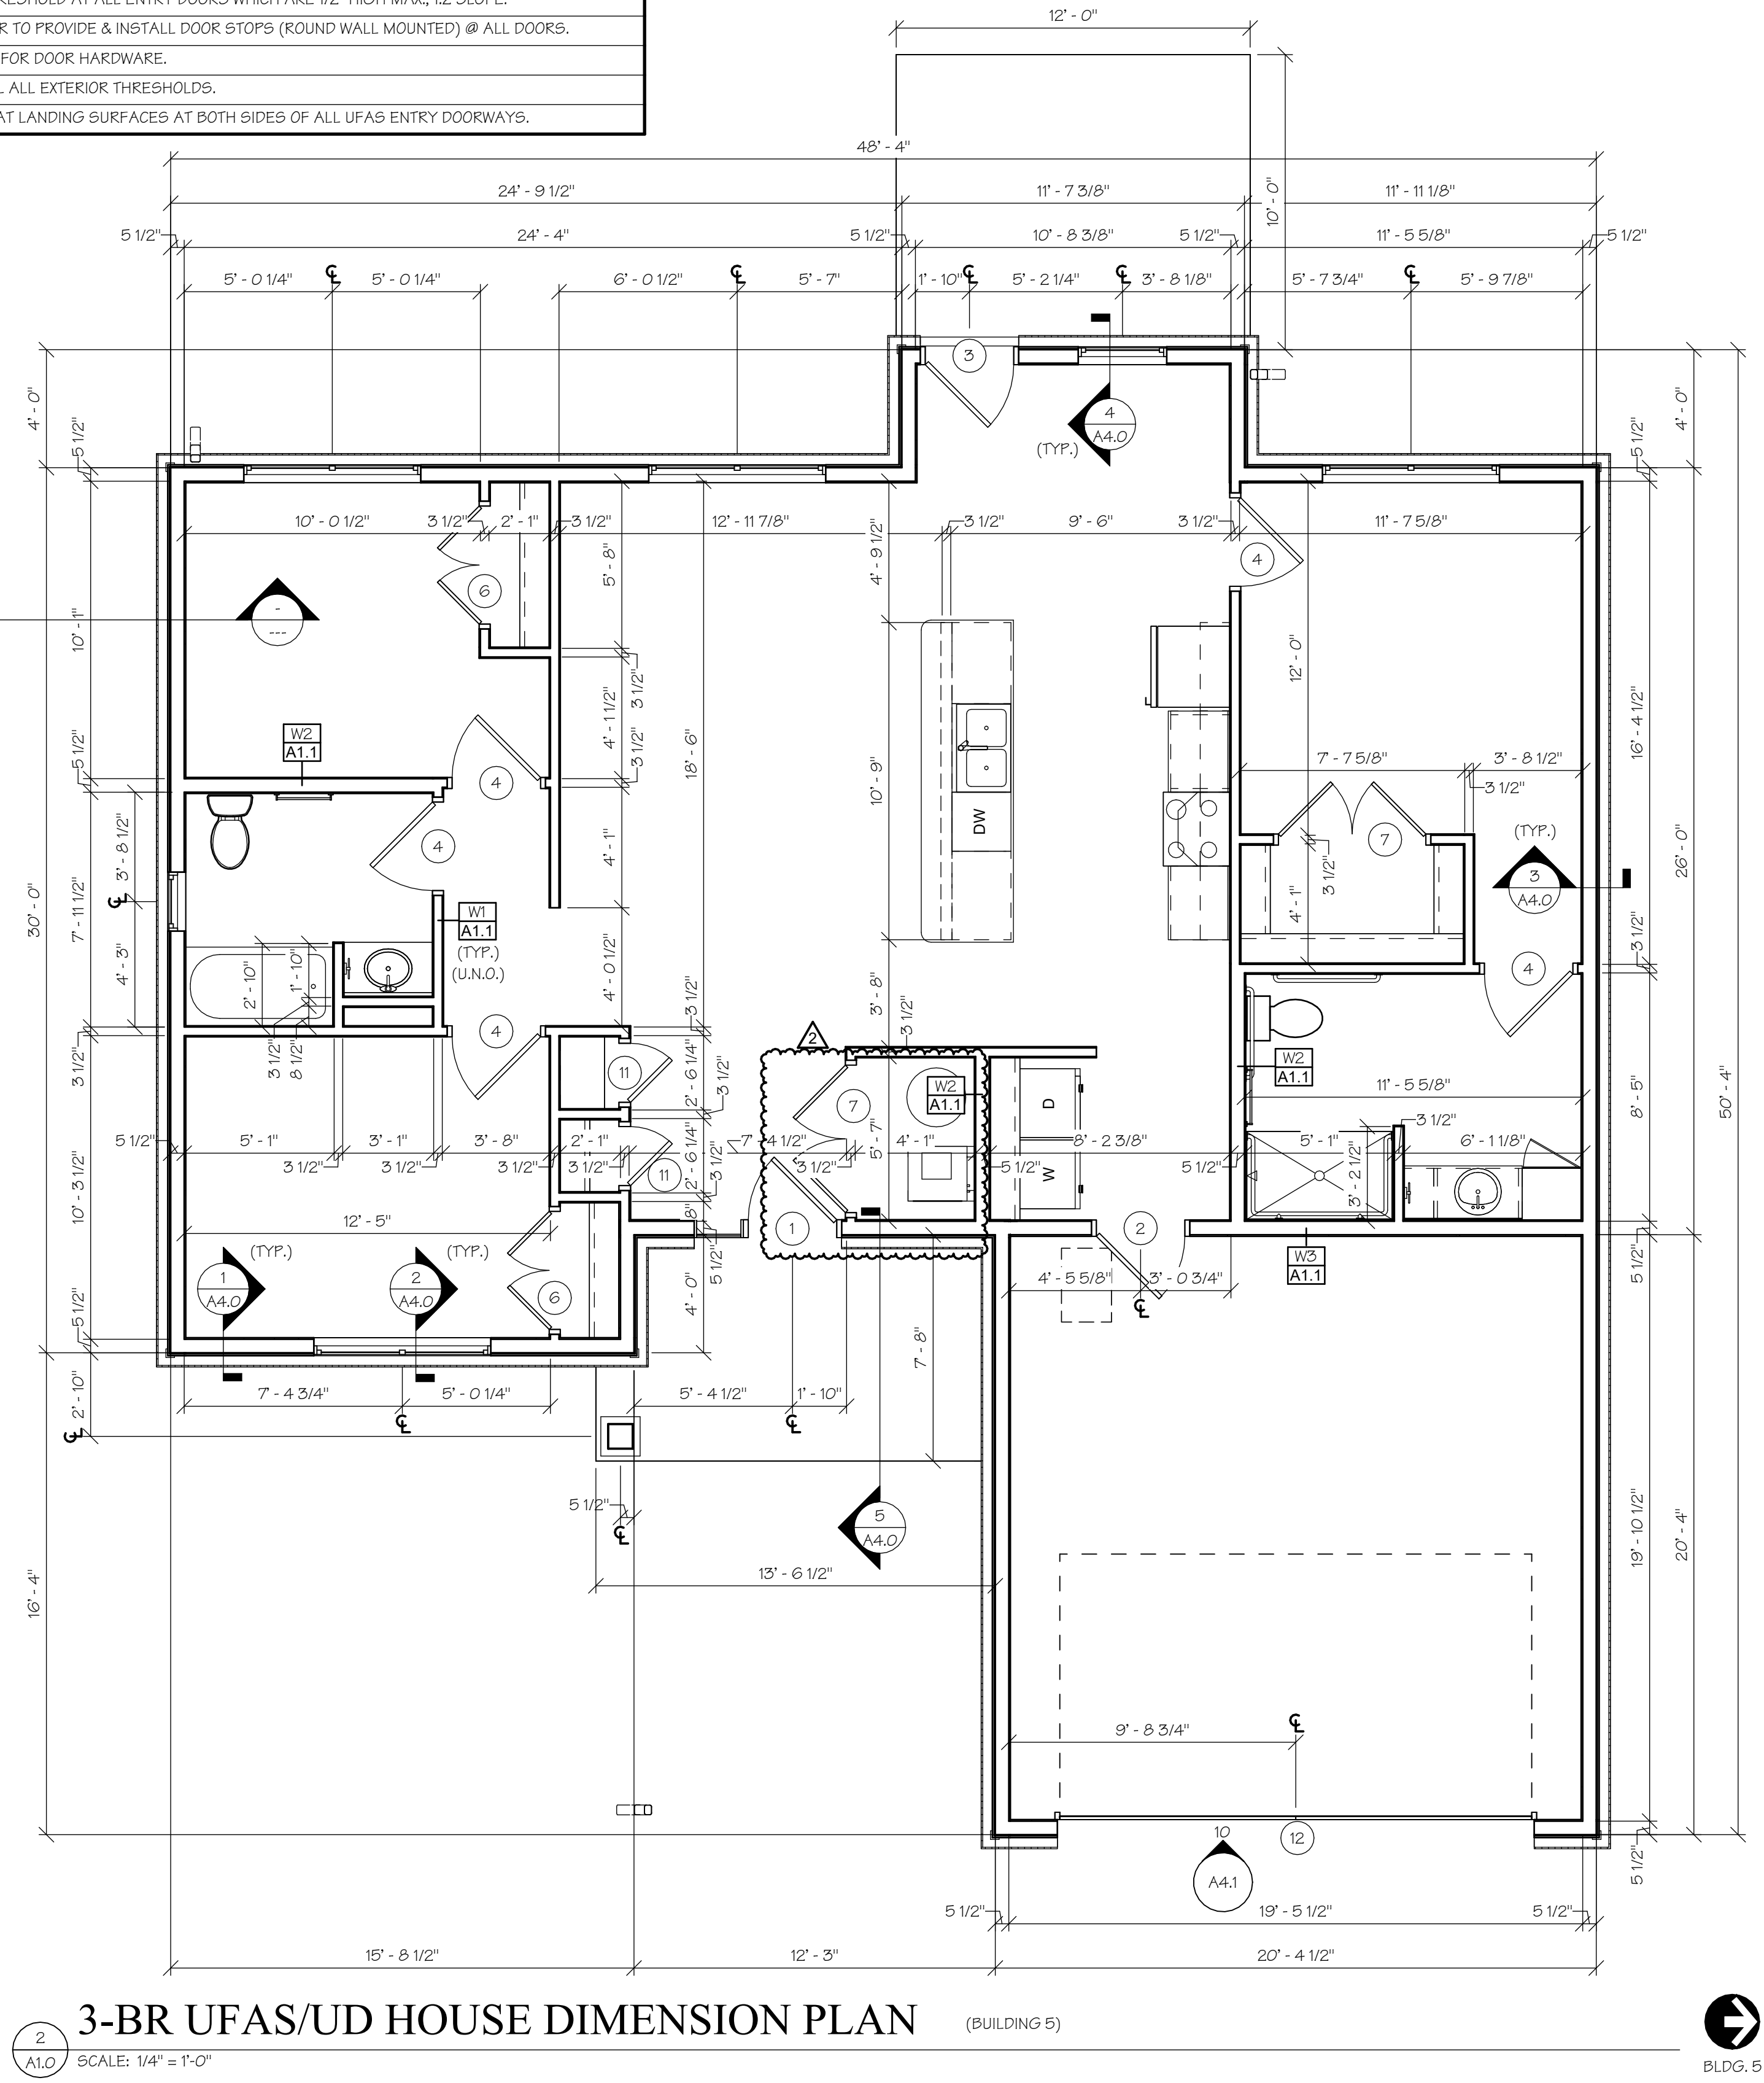 RESHOLD AT ALL ENTRY DOORS WHICH ARE 1/2" HIGH MAX., 1:2 SLOPE.
R TO PROVIDE & INSTALL DOOR STOPS (ROUND WALL MOUNTED) @ ALL DOORS.
FOR DOOR HARDWARE.
ALL EXTERIOR THRESHOLDS.
AT LANDING SURFACES AT BOTH SIDES OF ALL UFAS ENTRY DOORWAYS.
12' - 0"
48' - 4"
24' - 9 1/2" 11' - 7 3/8" 11' - 11 1/8"
10' - 0"
5 1/2" 24' - 4" 5 1/2" 10' - 8 3/8" 5 1/2" 11' - 5 5/8" 5 1/2"
5' - 0 1/4" 5' - 0 1/4" 6' - 0 1/2" 5' - 7" 1' - 10" 5' - 2 1/4" 3' - 8 1/8" 5' - 7 3/4" 5' - 9 7/8"
3
4' - 0" 4' - 0"
4
A4.0
(TYP.)
5 1/2" 5 1/2"
10' - 0 1/2" 3 1/2" 2' - 1" 3 1/2" 12' - 11 7/8" 3 1/2" 9' - 6" 3 1/2" 11' - 7 5/8"
5' - 8" 4' - 9 1/2"
4
6
-
---
10' - 1" 12' - 0"
3 1/2"
4' - 11 1/2" 3 1/2"
16' - 4 1/2"
W2
A1.1
5 1/2" 18' - 6"
7' - 7 5/8" 3' - 8 1/2"
3 1/2"
4
10' - 9"
DW
3' - 8 1/2" 4 4' - 1" 7 (TYP.)
3 1/2"
3
A4.0
26' - 0"
30' - 0" 7' - 11 1/2" 50' - 4"
W1
A1.1
(TYP.)
(U.N.O.)
4' - 1"
4' - 3" 2' - 10" 1' - 10" 4' - 0 1/2" 3' - 8" 4 3 1/2"
3 1/2" 3 1/2" 8 1/2" 4 3 1/2" 3 1/2"
2
11 2' - 6 1/4" 3 1/2"
W2
A1.1
W2
A1.1
7 D 11' - 5 5/8" 8' - 5"
3 1/2"
5 1/2" 5' - 1" 3' - 1" 3' - 8" 2' - 1" 7' - 4 1/2" 5' - 7" 4' - 1" 8' - 2 3/8" 5' - 1" 6' - 1 1/8"
3 1/2" 3 1/2" 3 1/2" 3 1/2" 3 1/2" 5 1/2" 5 1/2"
11 2' - 6 1/4" 3 1/2" W 3' - 2 1/2"
10' - 3 1/2" 12' - 5" 8" 1 2
(TYP.) (TYP.)
5 1/2" 5 1/2"
W3
A1.1
1
A4.0
2
A4.0
6 4' - 0" 4' - 5 5/8" 3' - 0 3/4"
5 1/2" 7' - 8"
2' - 10" 7' - 4 3/4" 5' - 0 1/4" 5' - 4 1/2" 1' - 10"
5 1/2"
5
A4.0
19' - 10 1/2" 20' - 4"
13' - 6 1/2"
16' - 4"
9' - 8 3/4"
10 12
5 1/2"
A4.1
5 1/2" 19' - 5 1/2" 5 1/2"
15' - 8 1/2" 12' - 3" 20' - 4 1/2"
2
A1.0
3-BR UFAS/UD HOUSE DIMENSION PLAN (BUILDING 5)
SCALE: 1/4" = 1'-0"
BLDG. 5